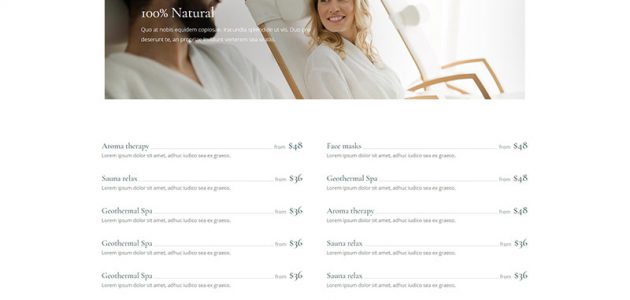 100% Natural
Quo at nobis equidem copiosae, iracundia splendide ut vis. Duo pri
deserunt te, an propriae invidunt verterem sea. 
Aroma therapy from $48
Lorem ipsum dolor sit amet, adhuc iudico sea ex graeco.
Sauna relax from $36
Lorem ipsum dolor sit amet, adhuc iudico sea ex graeco.
Geothermal Spa from $36
Lorem ipsum dolor sit amet, adhuc iudico sea ex graeco.
Geothermal Spa from $36
Lorem ipsum dolor sit amet, adhuc iudico sea ex graeco.
Geothermal Spa from $36
Lorem ipsum dolor sit amet, adhuc iudico sea ex graeco.
Face masks from $48
Lorem ipsum dolor sit amet, adhuc iudico sea ex graeco.
Geothermal Spa from $48
Lorem ipsum dolor sit amet, adhuc iudico sea ex graeco.
Aroma therapy from $48
Lorem ipsum dolor sit amet, adhuc iudico sea ex graeco.
Sauna relax from $36
Lorem ipsum dolor sit amet, adhuc iudico sea ex graeco.
Sauna relax from $36
Lorem ipsum dolor sit amet, adhuc iudico sea ex graeco.